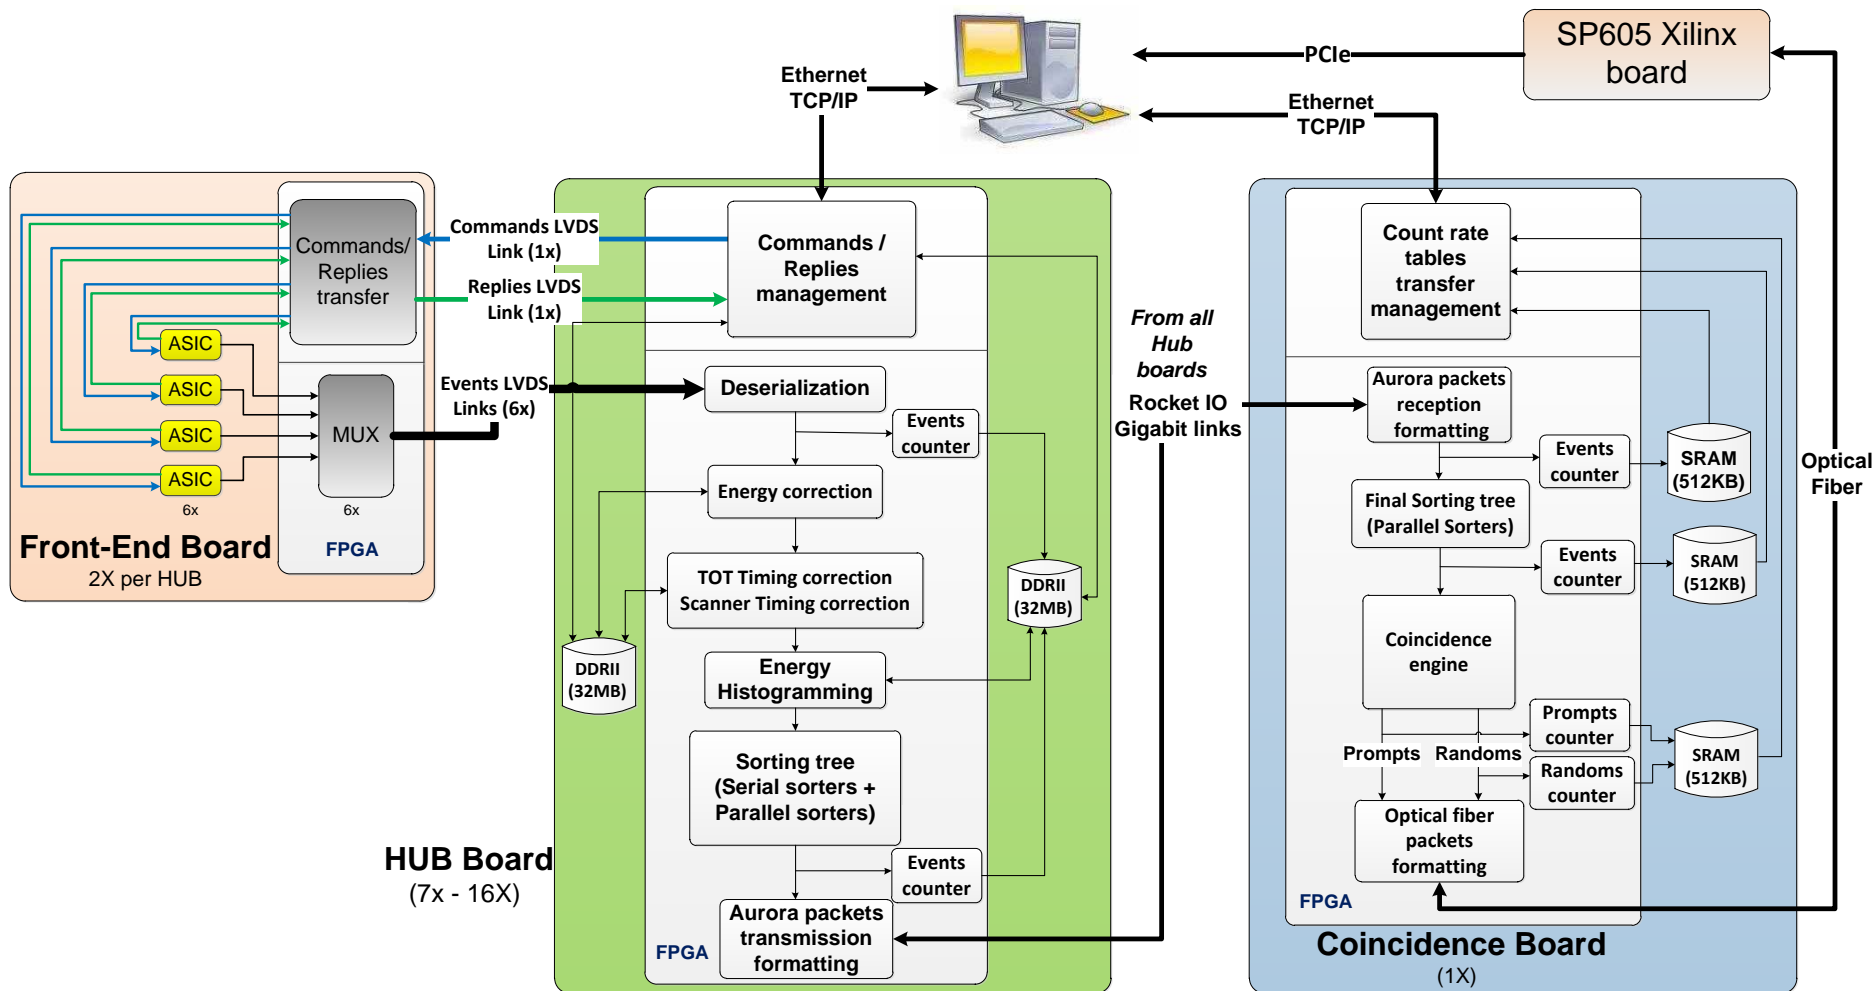 Ethernet
TCP/IP
PCIe
SP605 Xilinx
board
Ethernet
TCP/IP
Optical
Fiber
Commands/
Replies
transfer
ASIC
ASIC
ASIC
ASIC
6x
MUX
6x
FPGA
Front-End Board
2X per HUB
Commands LVDS
Link (1x)
Replies LVDS
Link (1x)
Events LVDS
Links (6x)
Commands /
Replies
management
Deserialization
Events
counter
Energy correction
TOT Timing correction
Scanner Timing correction
DDRII
(32MB)
DDRII
(32MB)
Energy
Histogramming
Sorting tree
(Serial sorters +
Parallel sorters)
Events
counter
Aurora packets
transmission
formatting
FPGA
HUB Board
(7x - 16X)
From all
Hub
boards
Rocket IO
Gigabit links
Count rate
tables
transfer
management
Aurora packets
reception
formatting
Events
counter
SRAM
(512KB)
Final Sorting tree
(Parallel Sorters)
Events
counter
SRAM
(512KB)
Coincidence
engine
Prompts
Randoms
Prompts
counter
Randoms
counter
SRAM
(512KB)
Optical fiber
packets
formatting
FPGA
Coincidence Board
(1X)